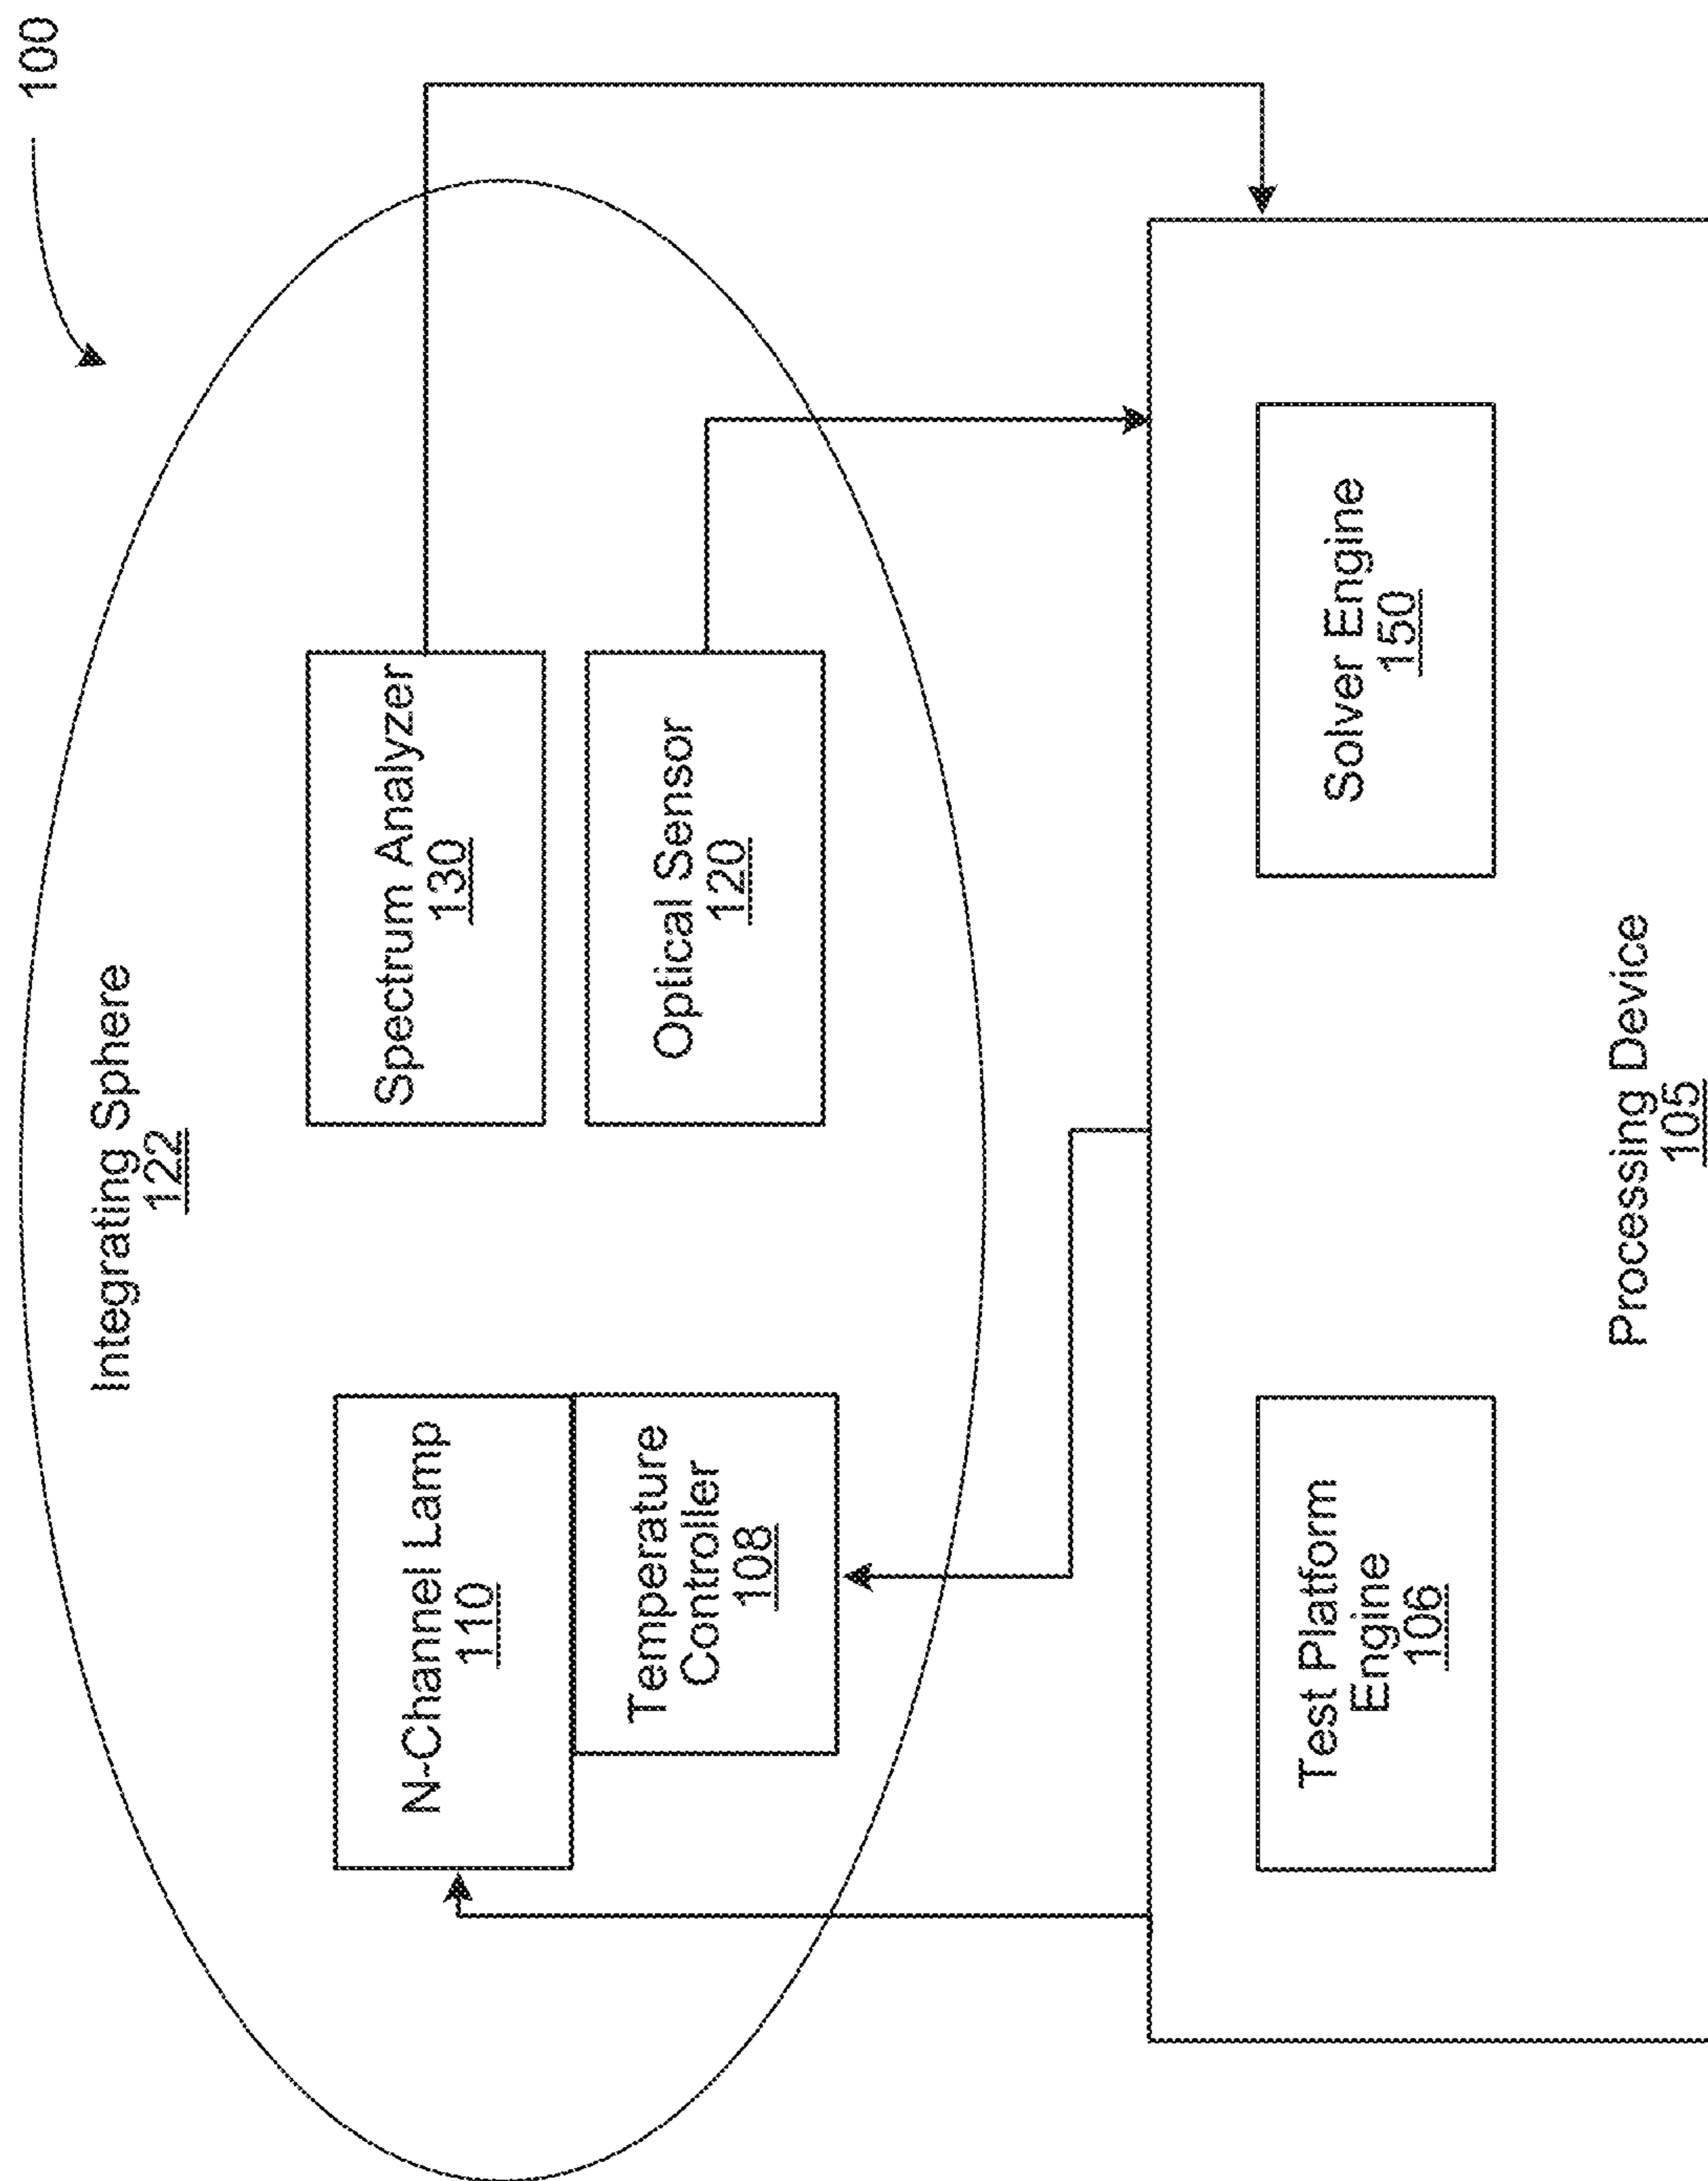 100
Integrating Sphere
122
N-Channel Lamp
110
Temperature
Controller
108
Spectrum Analyzer
130
Optical Sensor
120
Test Platform
Engine
106
Solver Engine
150
Processing Device
105